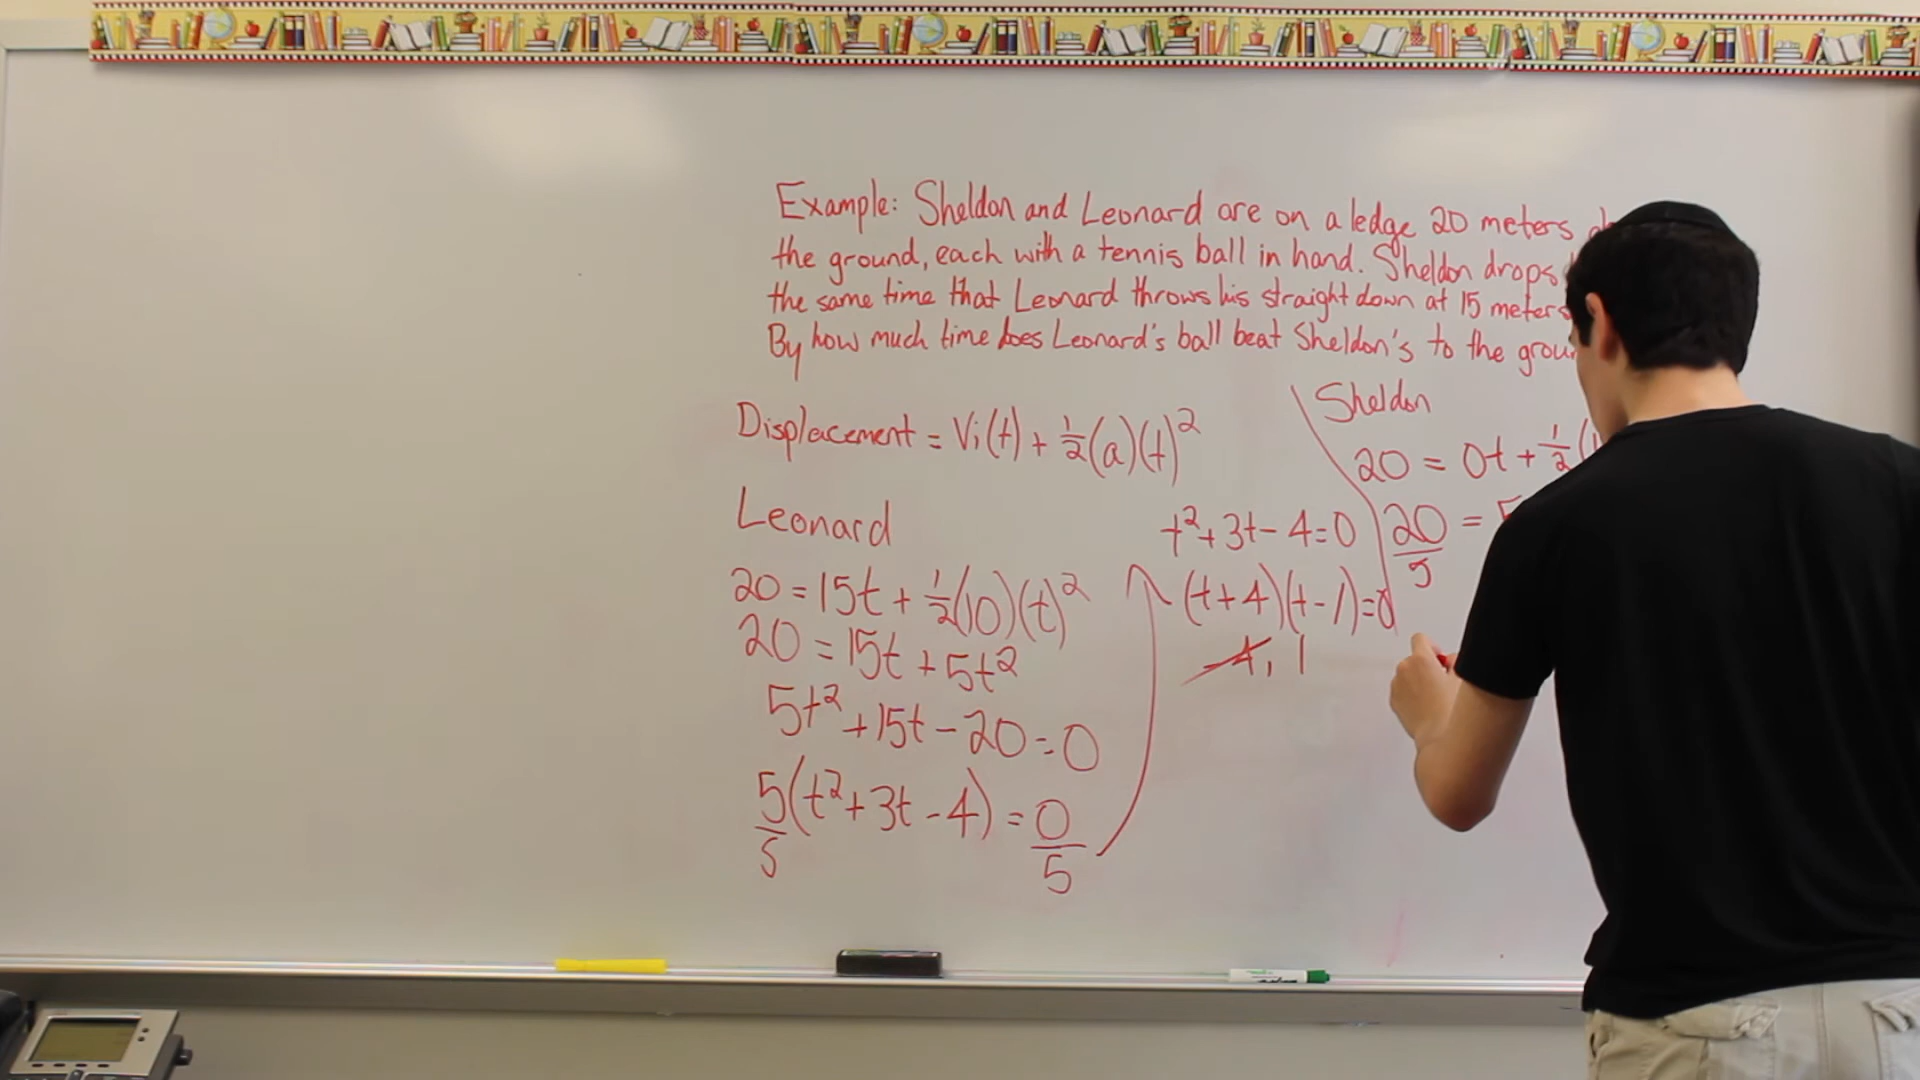 Example: Sheldon and Leonard are on a ledge 20 meters
the ground, each with a tennis ball in hand. Sheldon drops
the same time that Leonard throws his straight down at 15 meters
By how much time does Leonard's ball beat Sheldon's to the
Displacement = Vi(t) + 1/2(a)(t)²
Leonard
20 = 15t + 1/2(10)(t)²
20 = 15t + 5t²
5t² + 15t - 20 = 0
5(t² + 3t - 4) = 0
5 5
t² + 3t - 4 = 0
(t + 4)(t - 1) = 0
-4, 1
Sheldon
20 = 0t + 1/2(
20 =
5